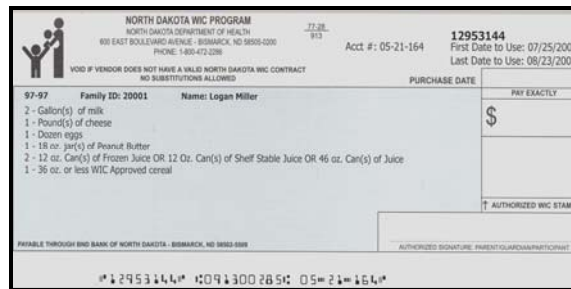 NORTH DAKOTA WIC PROGRAM
NORTH DAKOTA DEPARTMENT OF HEALTH
600 EAST BOULEVARD AVENUE - BISMARCK, ND 58505-0200
PHONE: 1-800-472-2286
77-28
913
Acct #: 05-21-164
12953144
First Date to Use: 07/25/200
Last Date to Use: 08/23/200
VOID IF VENDOR DOES NOT HAVE A VALID NORTH DAKOTA WIC CONTRACT
NO SUBSTITUTIONS ALLOWED
PURCHASE DATE
97-97 Family ID: 20001 Name: Logan Miller
PAY EXACTLY
$
2 - Gallon(s) of milk
1 - Pound(s) of cheese
1 - Dozen eggs
1 - 18 oz. jar(s) of Peanut Butter
2 - 12 oz. Can(s) of Frozen Juice OR 12 Oz. Can(s) of Shelf Stable Juice OR 46 oz. Can(s) of Juice
1 - 36 oz. or less WIC Approved cereal
↑ AUTHORIZED WIC STAM
PAYABLE THROUGH BND BANK OF NORTH DAKOTA - BISMARCK, ND
AUTHORIZED SIGNATURE: PARENT/GUARDIAN/PARTICIPANT
⑈12953144⑈ ⑆091300285⑆ 05⑉21⑉164⑈